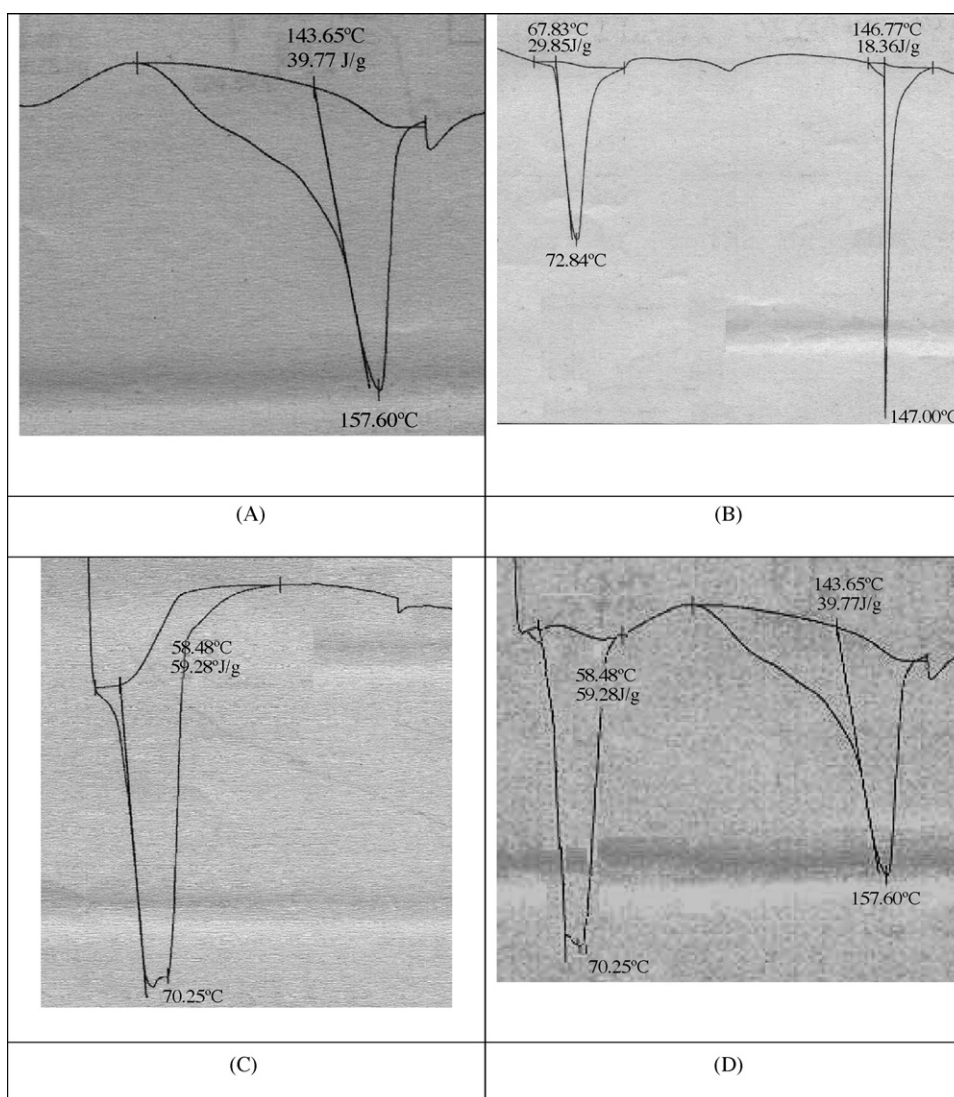 143.65ºC
39.77 J/g
157.60ºC
67.83ºC
29.85J/g
146.77ºC
18.36J/g
72.84ºC
147.00ºC
(A)
(B)
58.48ºC
59.28ºJ/g
70.25ºC
143.65ºC
39.77J/g
58.48ºC
59.28J/g
157.60ºC
70.25ºC
(C)
(D)